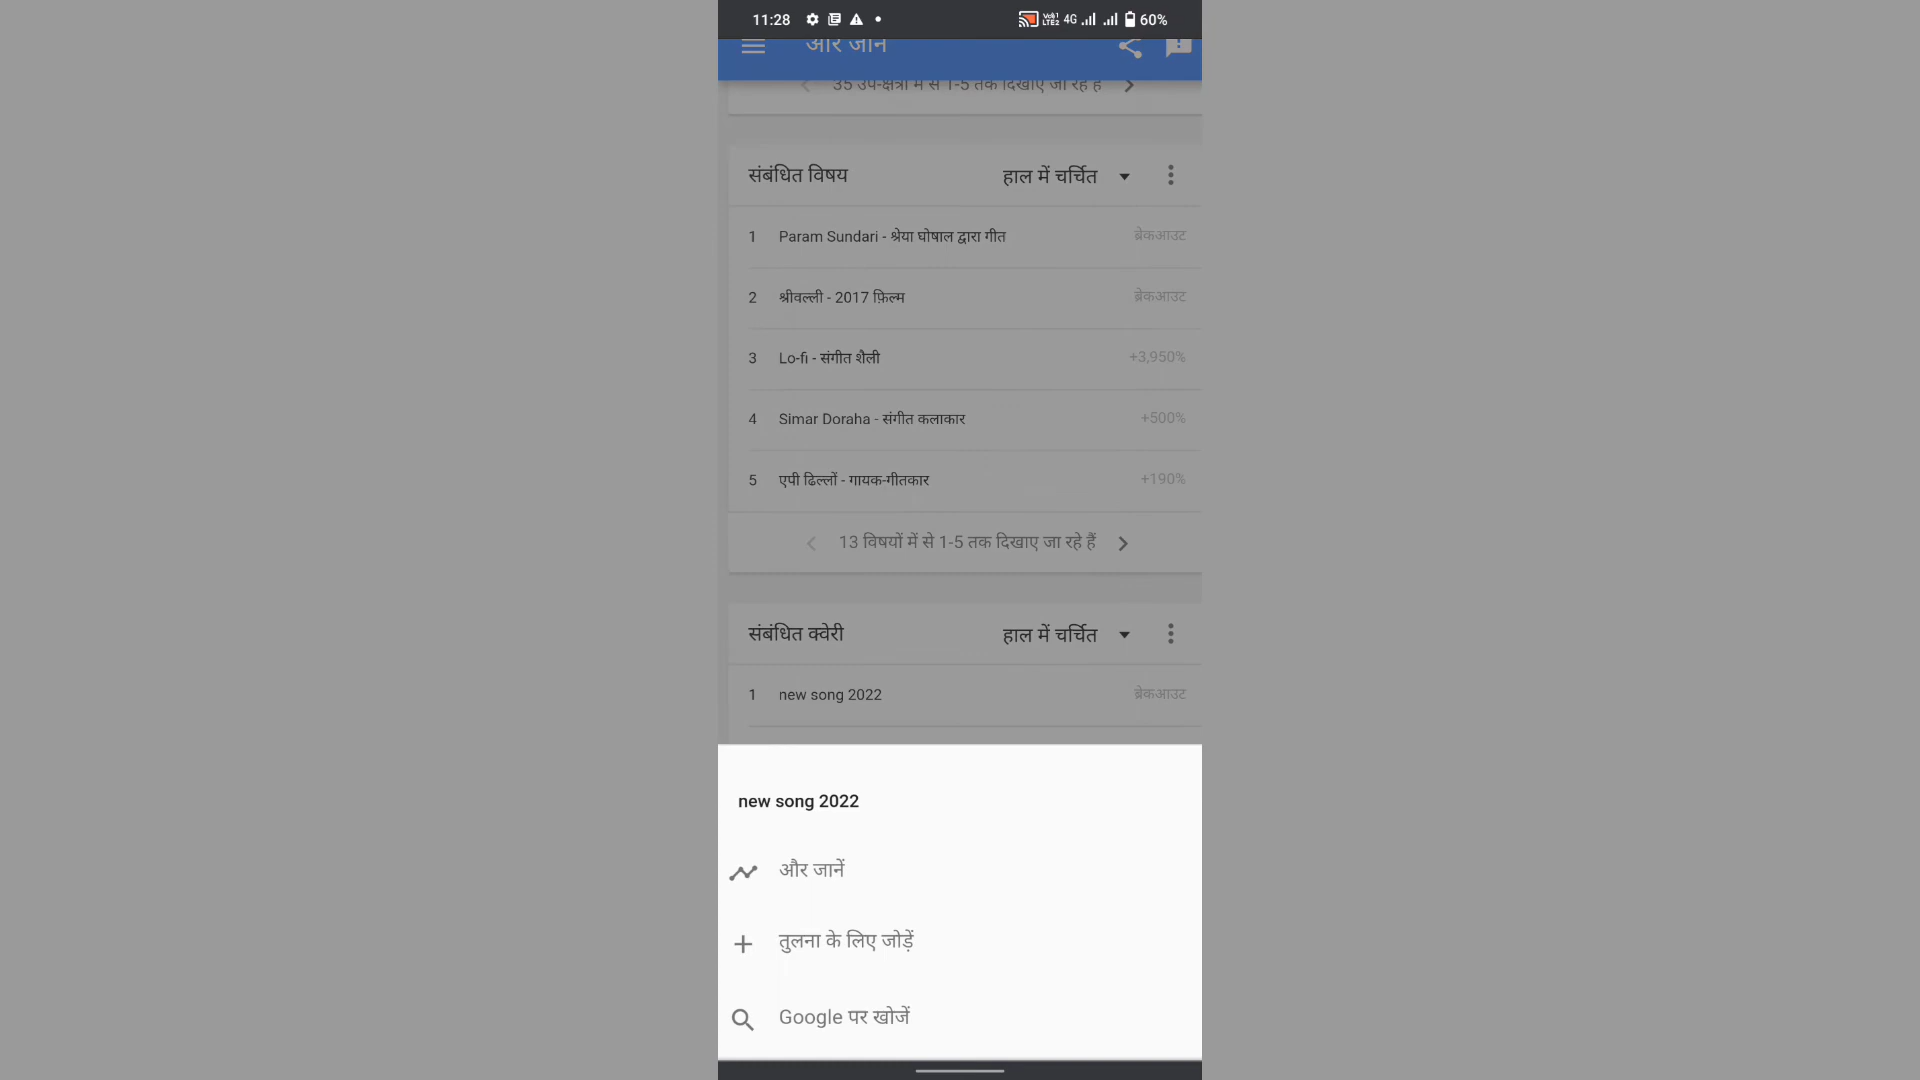 11:28
4G 60%
और जानें
35 उप-क्षेत्रों में से 1-5 तक दिखाए जा रहे हैं
संबंधित विषय हाल में चर्चित
1 Param Sundari - श्रेया घोषाल द्वारा गीत ब्रेकआउट
2 श्रीवल्ली - 2017 फ़िल्म ब्रेकआउट
3 Lo-fi - संगीत शैली +3,950%
4 Simar Doraha - संगीत कलाकार +500%
5 एपी ढिल्लों - गायक-गीतकार +190%
13 विषयों में से 1-5 तक दिखाए जा रहे हैं
संबंधित क्वेरी हाल में चर्चित
1 new song 2022 ब्रेकआउट
new song 2022
और जानें
तुलना के लिए जोड़ें
Google पर खोजें